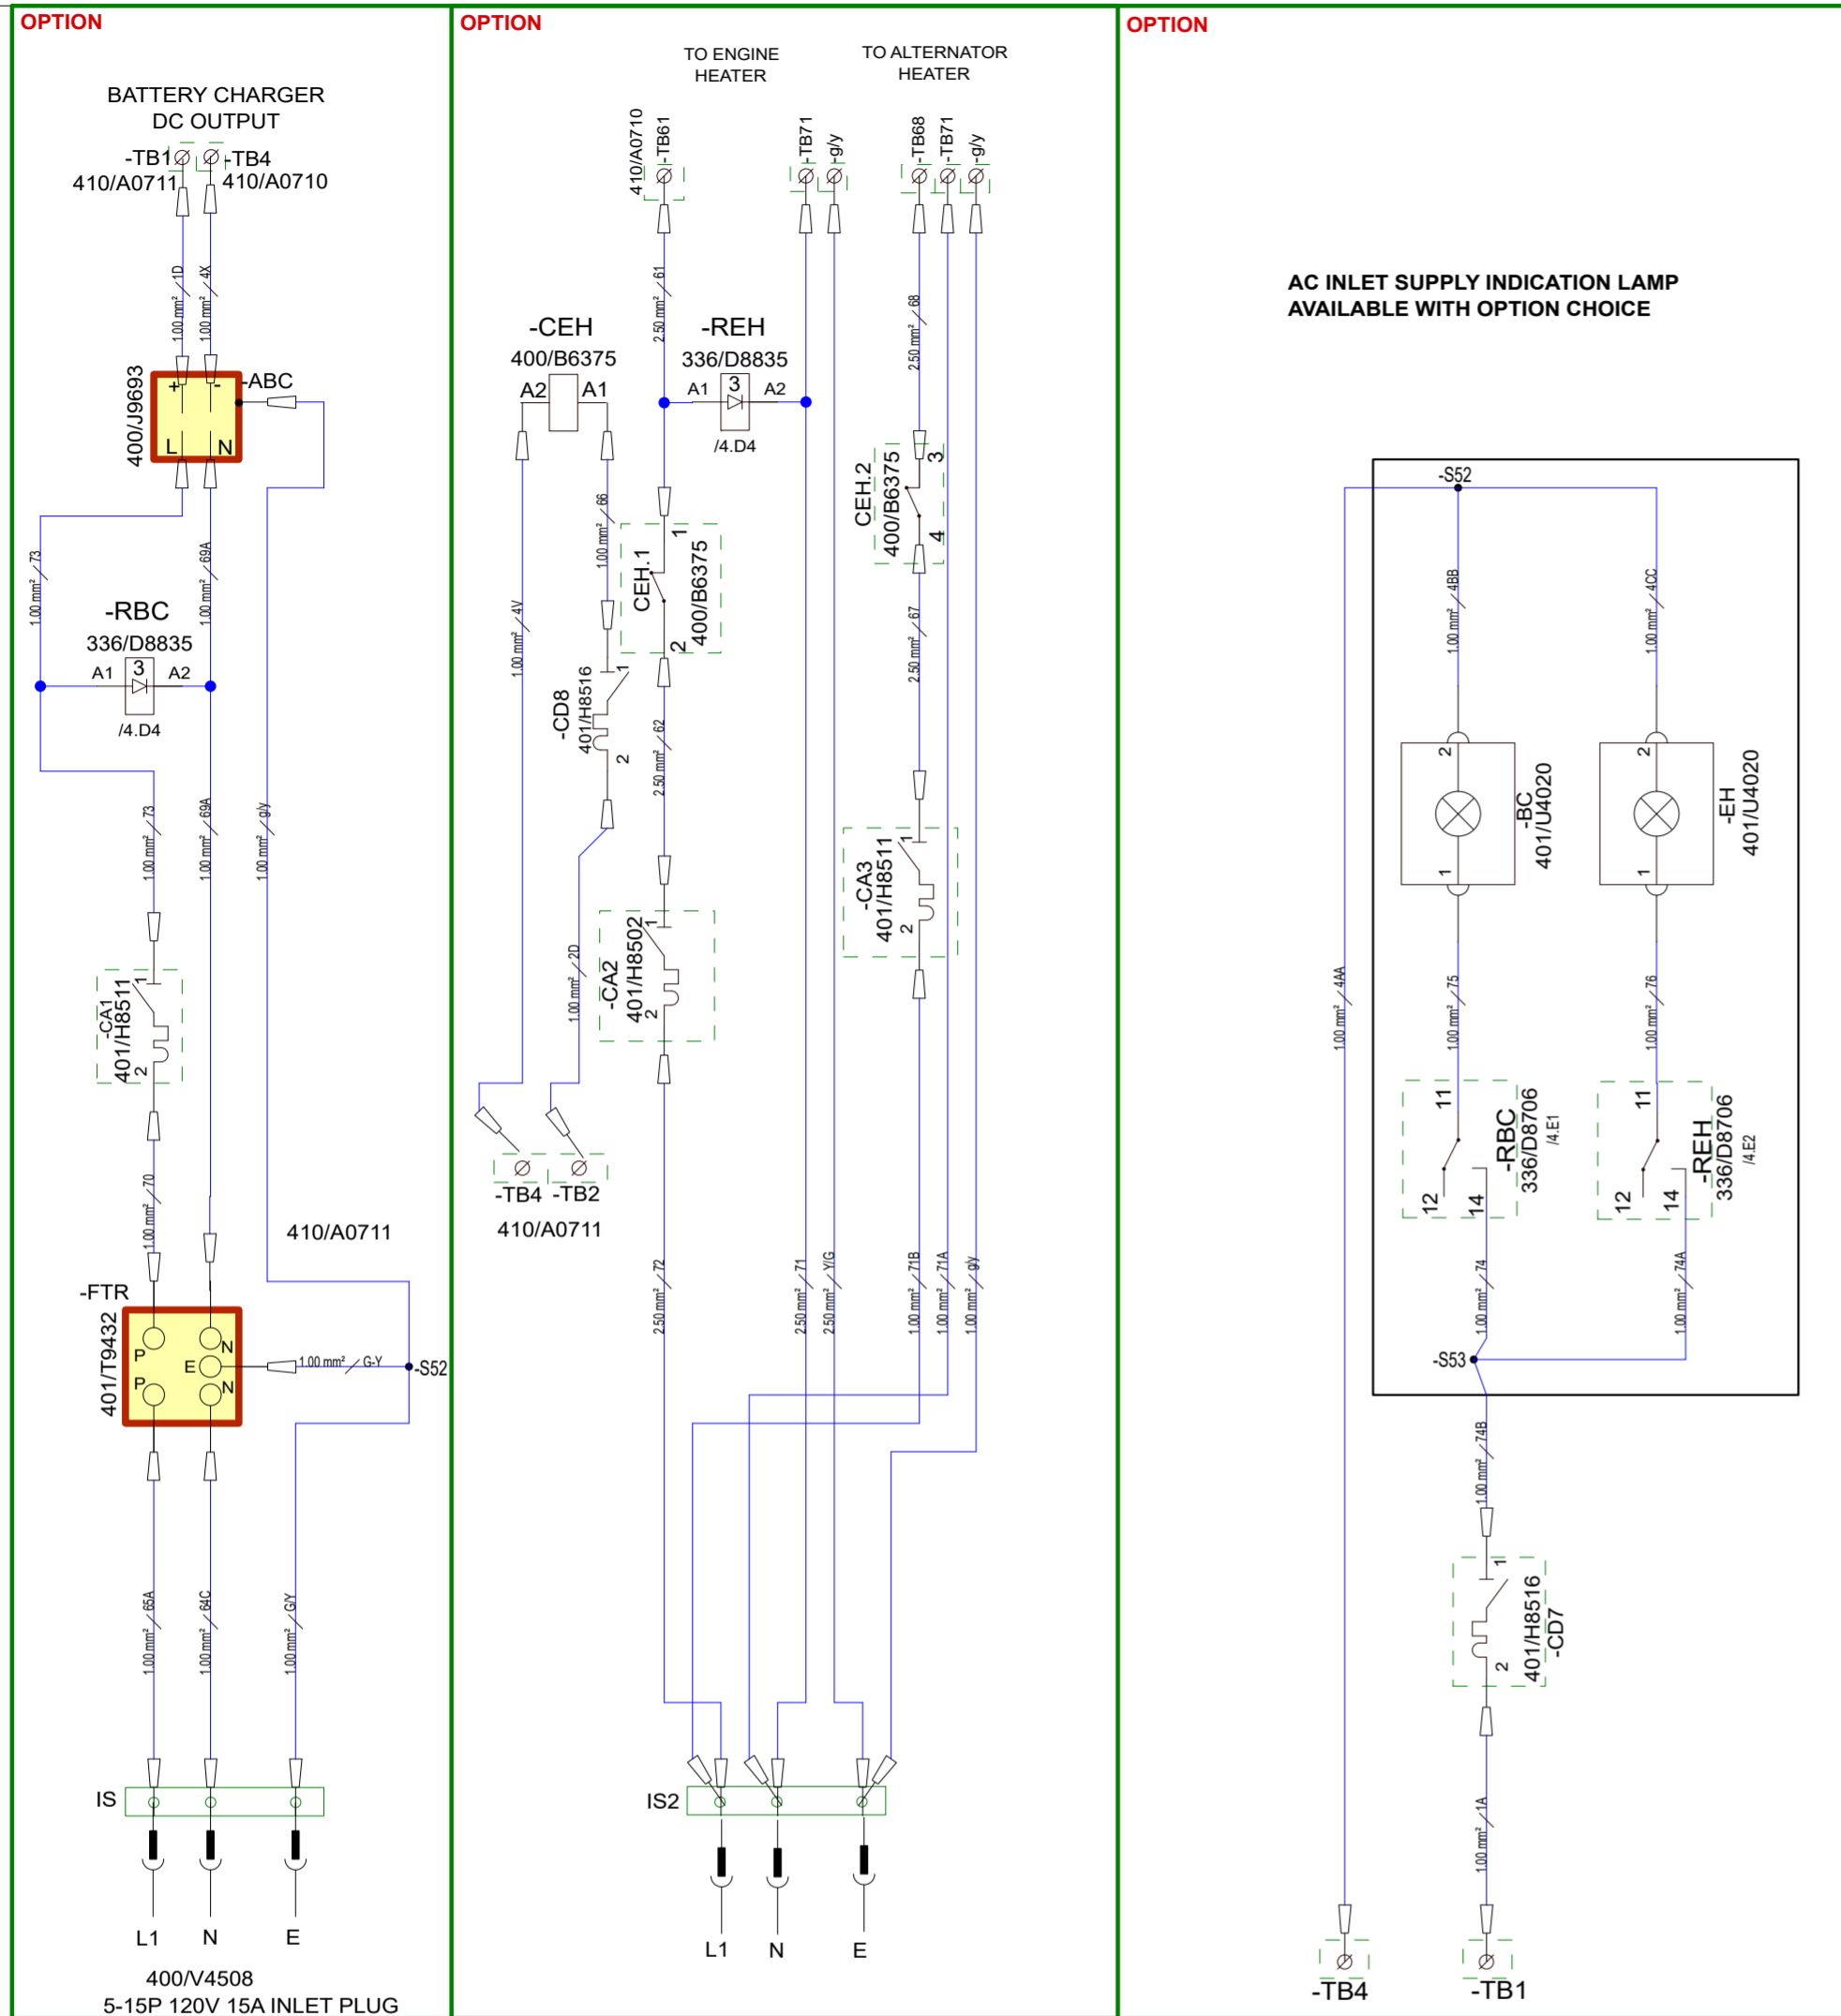 OPTION
BATTERY CHARGER
DC OUTPUT
-TB1
-TB4
410/A0711
410/A0710
1.00 mm² 1D
1.00 mm² 4X
400/J9693
+
-
-ABC
L
N
1.00 mm² 73
1.00 mm² 69A
-RBC
336/D8835
A1
3
A2
/4.D4
1.00 mm² 73
1.00 mm² 69A
1.00 mm² g/y
-CA1
401/H8511
1
2
1.00 mm² 70
410/A0711
-FTR
401/T9432
P
N
E
P
N
1.00 mm² G-Y
-S52
1.00 mm² 65A
1.00 mm² 64C
1.00 mm² G/Y
IS
L1
N
E
400/V4508
5-15P 120V 15A INLET PLUG
OPTION
TO ENGINE
HEATER
TO ALTERNATOR
HEATER
410/A0710
-TB61
-TB71
-g/y
-TB68
-TB71
-g/y
2.50 mm² 61
2.50 mm² 68
-CEH
400/B6375
A2
A1
-REH
336/D8835
A1
3
A2
/4.D4
CEH.2
400/B6375
3
4
1.00 mm² 66
1.00 mm² 4V
CEH.1
400/B6375
1
2
2.50 mm² 67
-CD8
401/H8516
1
2
2.50 mm² 62
-CA3
401/H8511
1
2
1.00 mm² 2D
-CA2
401/H8502
1
2
-TB4
-TB2
410/A0711
2.50 mm² 72
2.50 mm² 71
2.50 mm² Y/G
1.00 mm² 71B
1.00 mm² 71A
1.00 mm² g/y
IS2
L1
N
E
OPTION
AC INLET SUPPLY INDICATION LAMP
AVAILABLE WITH OPTION CHOICE
-S52
1.00 mm² 4BB
1.00 mm² 4CC
2
1
-BC
401/U4020
2
1
-EH
401/U4020
1.00 mm² 4AA
1.00 mm² 75
1.00 mm² 76
11
12
14
-RBC
336/D8706
/4.E1
11
12
14
-REH
336/D8706
/4.E2
1.00 mm² 74
1.00 mm² 74A
-S53
1.00 mm² 74B
1
2
401/H8516
-CD7
1.00 mm² 1A
-TB4
-TB1